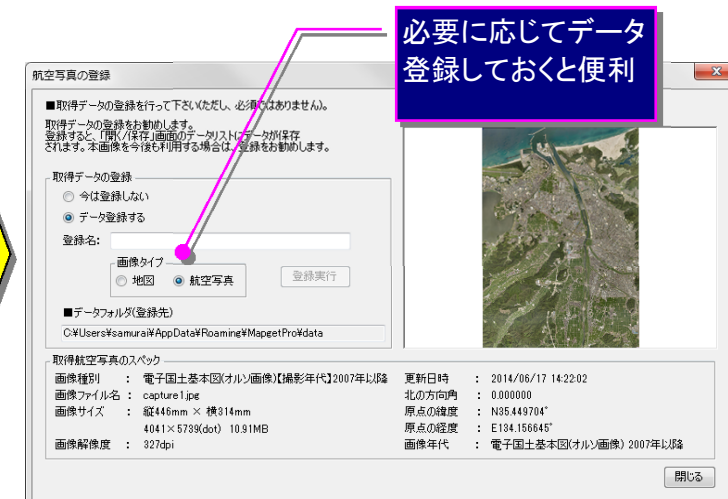 必要に応じてデータ
登録しておくと便利
航空写真の登録
■取得データの登録を行って下さい(ただし、必須ではありません)。
取得データの登録をお勧めします。
登録すると、「開く/保存」画面のデータリストにデータが保存
されます。本画像を今後も利用する場合は、登録をお勧めします。
取得データの登録
今は登録しない
データ登録する
登録名:
画像タイプ
地図 航空写真 登録実行
■データフォルダ(登録先)
C:¥Users¥samurai¥AppData¥Roaming¥MapgetPro¥data
取得航空写真のスペック
画像種別 : 電子国土基本図(オルソ画像)【撮影年代】2007年以降 更新日時 : 2014/06/17 14:22:02
画像ファイル名 : capture1.jpg 北の方向角 : 0.000000
画像サイズ : 縦446mm × 横314mm 原点の緯度 : N35.449704°
4041×5739(dot) 10.91MB 原点の経度 : E134.156645°
画像解像度 : 327dpi 画像年代 : 電子国土基本図(オルソ画像) 2007年以降
閉じる